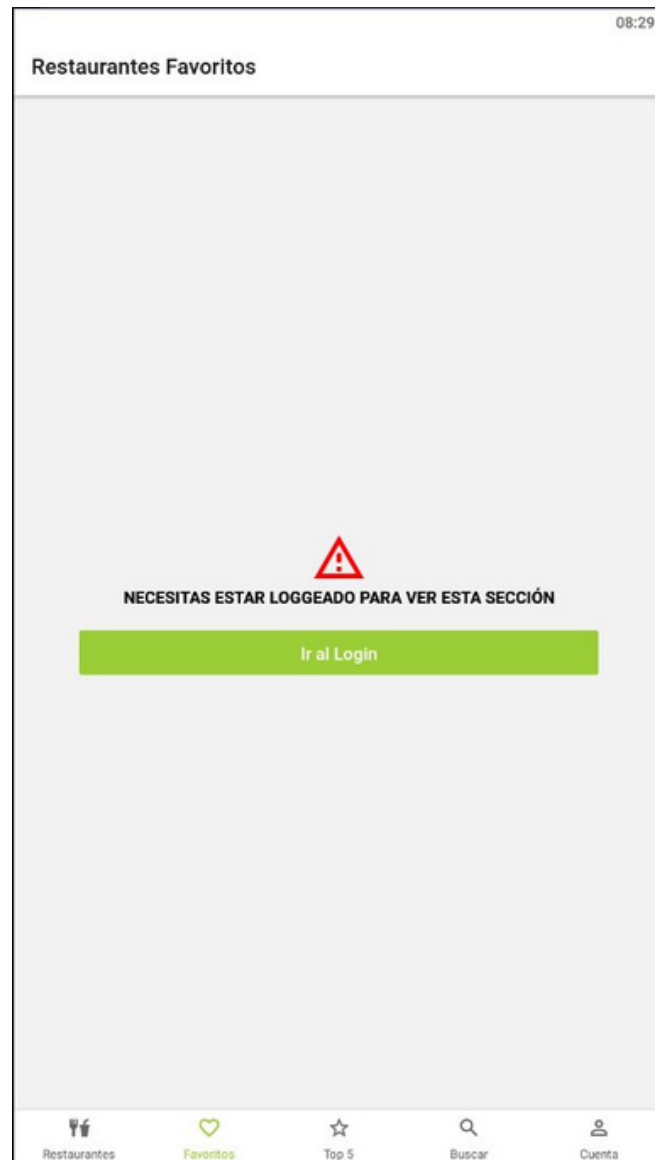 08:29
Restaurantes Favoritos
NECESITAS ESTAR LOGGEADO PARA VER ESTA SECCIÓN
Ir al Login
Restaurantes Favoritos Top 5 Buscar Cuenta